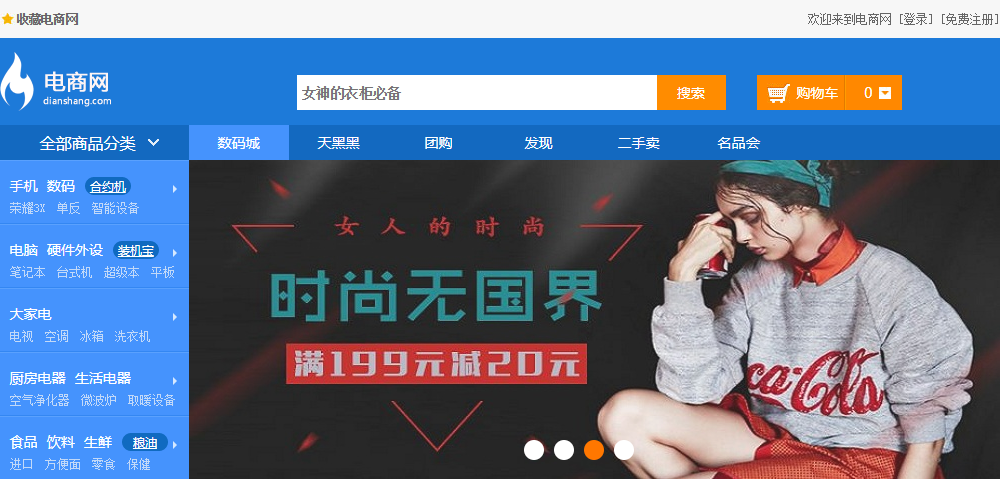 收藏电商网
欢迎来到电商网 [登录] [免费注册]
电商网
dianshang.com
女神的衣柜必备
搜索
购物车 0
全部商品分类
数码城 天黑黑 团购 发现 二手卖 名品会
手机 数码 合约机
荣耀3X 单反 智能设备
电脑 硬件外设 装机宝
笔记本 台式机 超级本 平板
大家电
电视 空调 冰箱 洗衣机
厨房电器 生活电器
空气净化器 微波炉 取暖设备
食品 饮料 生鲜 粮油
进口 方便面 零食 保健
女人的时尚
时尚无国界
满199元减20元
Coca-Cola